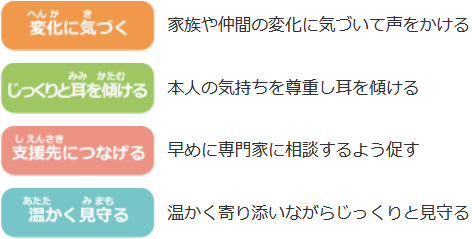 へんか き
変化に気づく 家族や仲間の変化に気づいて声をかける
みみ かたむ
じっくりと耳を傾ける 本人の気持ちを尊重し耳を傾ける
しえんさき
支援先につなげる 早めに専門家に相談するよう促す
あたた みまも
温かく見守る 温かく寄り添いながらじっくりと見守る